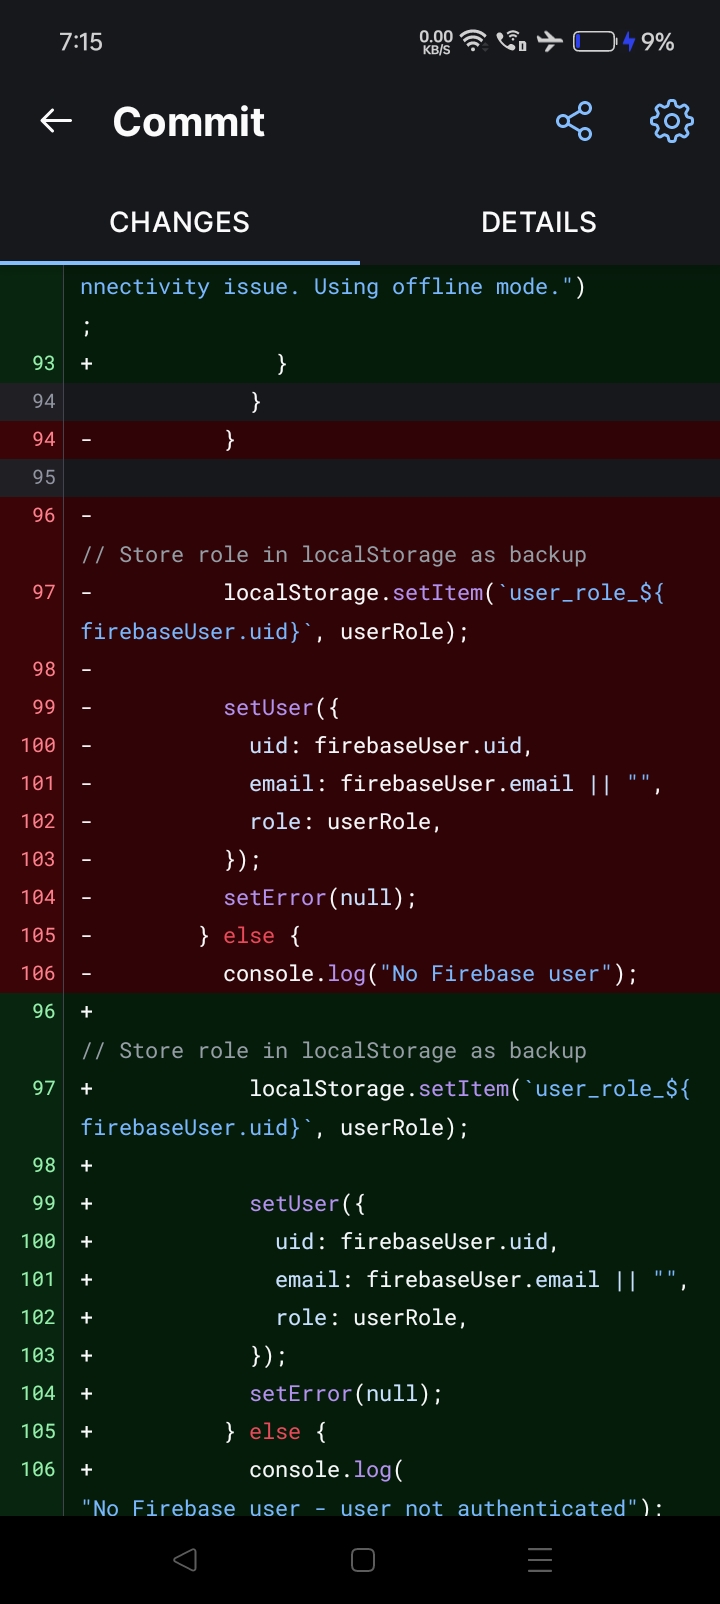 7:15
0.00 KB/S 9%
Commit
CHANGES DETAILS
nnectivity issue. Using offline mode.")
;
93 + }
94 }
94 - }
95
96 -
// Store role in localStorage as backup
97 - localStorage.setItem(`user_role_${
firebaseUser.uid}`, userRole);
98 -
99 - setUser({
100 - uid: firebaseUser.uid,
101 - email: firebaseUser.email || "",
102 - role: userRole,
103 - });
104 - setError(null);
105 - } else {
106 - console.log("No Firebase user");
96 +
// Store role in localStorage as backup
97 + localStorage.setItem(`user_role_${
firebaseUser.uid}`, userRole);
98 +
99 + setUser({
100 + uid: firebaseUser.uid,
101 + email: firebaseUser.email || "",
102 + role: userRole,
103 + });
104 + setError(null);
105 + } else {
106 + console.log(
"No Firebase user - user not authenticated");